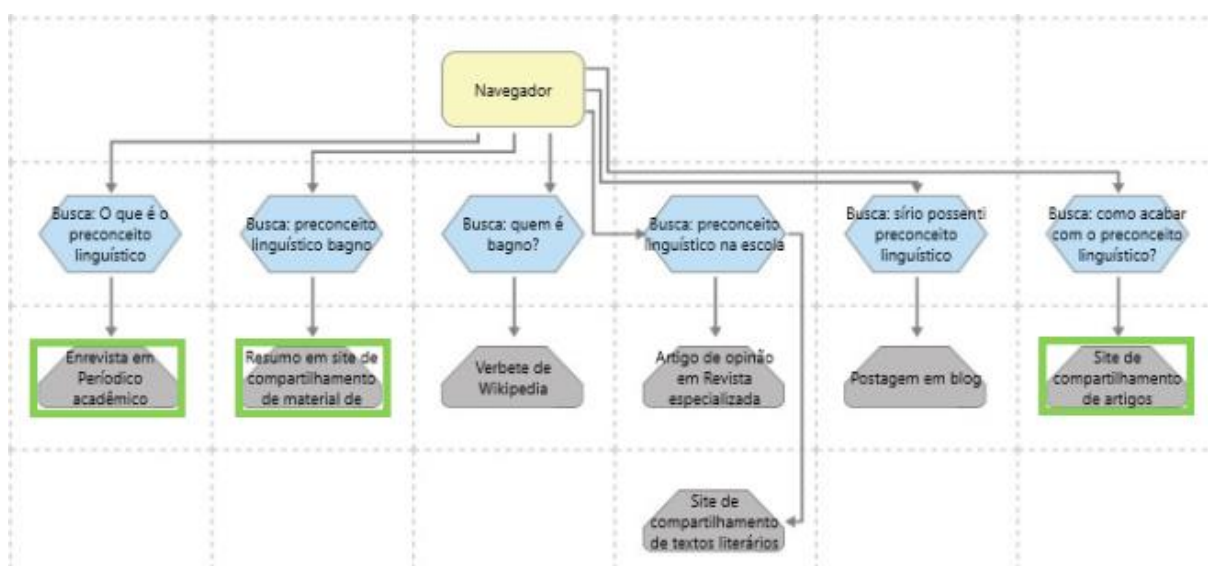 Navegador
Busca: O que é o
preconceito
linguístico
Busca: preconceito
linguístico bagno
Busca: quem é
bagno?
Busca: preconceito
linguístico na escola
Busca: sírio possenti
preconceito
linguístico
Busca: como acabar
com o preconceito
linguístico?
Enrevista em
Períodico
acadêmico
Resumo em site de
compartilhamento
de material de
Verbete de
Wikipedia
Artigo de opinão
em Revista
especializada
Postagem em blog
Site de
compartilhamento
de artigos
Site de
compartilhamento
de textos literários